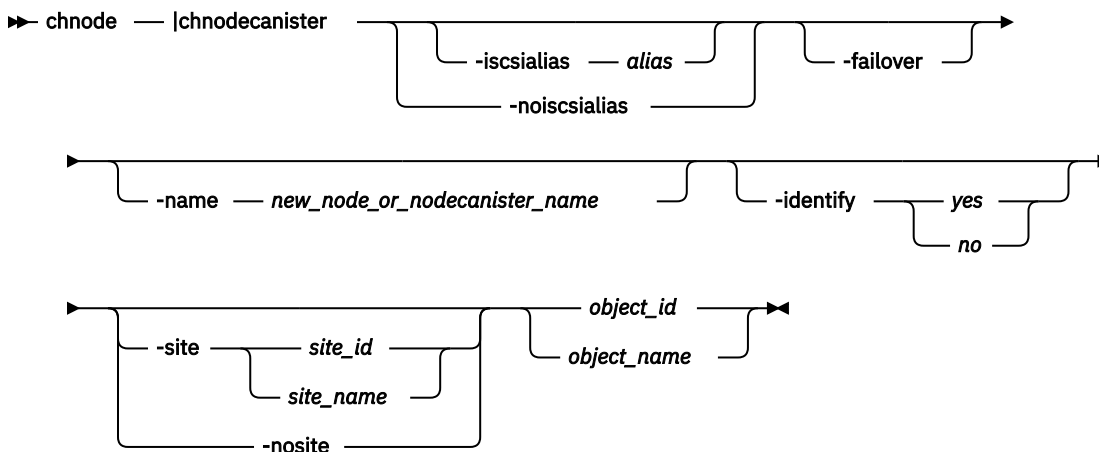 chnode |chnodecanister
-iscsialias alias -failover
-noiscsialias
-name new_node_or_nodecanister_name -identify yes
no
object_id
-site site_id
object_name
site_name
-nosite